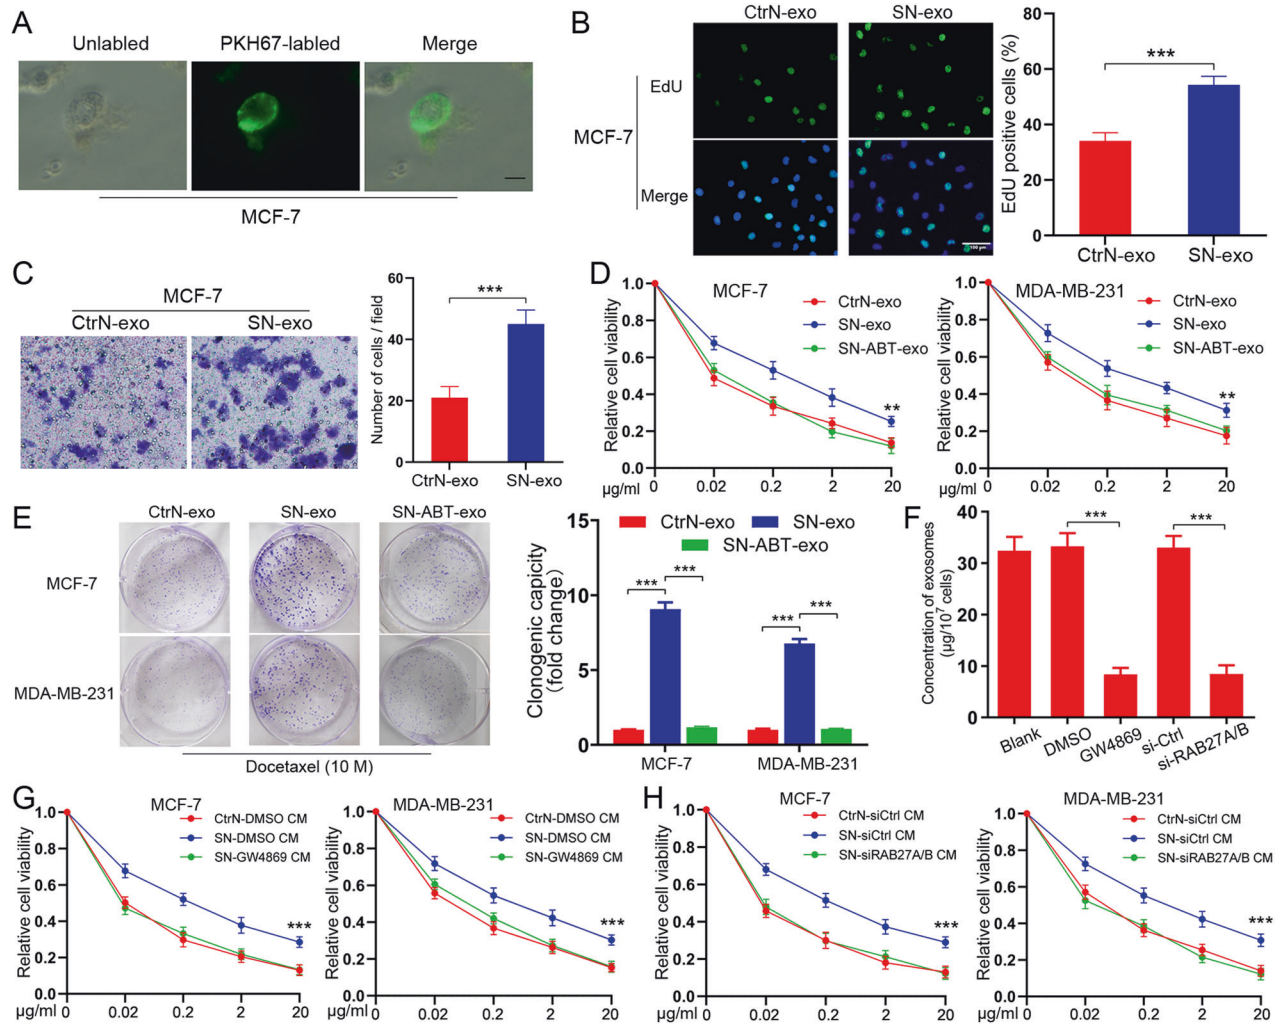 A
Unlabled
PKH67-labled
Merge
MCF-7
B
CtrN-exo
SN-exo
EdU
MCF-7
Merge
100 μm
EdU positive cells (%)
80
60
40
20
0
***
CtrN-exo
SN-exo
C
MCF-7
CtrN-exo
SN-exo
Number of cells / field
60
40
20
0
***
CtrN-exo
SN-exo
D
MCF-7
CtrN-exo
SN-exo
SN-ABT-exo
Relative cell viability
1.0
0.8
0.6
0.4
0.2
0.0
**
μg/ml 0 0.02 0.2 2 20
MDA-MB-231
CtrN-exo
SN-exo
SN-ABT-exo
Relative cell viability
1.0
0.8
0.6
0.4
0.2
0.0
**
0 0.02 0.2 2 20
E
CtrN-exo
SN-exo
SN-ABT-exo
MCF-7
MDA-MB-231
Docetaxel (10 M)
CtrN-exo
SN-exo
SN-ABT-exo
Clonogenic capicity
(fold change)
15
10
5
0
*** ***
*** ***
MCF-7
MDA-MB-231
F
Concentration of exosomes
(μg/10⁷ cells)
40
30
20
10
0
*** ***
Blank
DMSO
GW4869
si-Ctrl
si-RAB27A/B
G
MCF-7
CtrN-DMSO CM
SN-DMSO CM
SN-GW4869 CM
Relative cell viability
1.0
0.8
0.6
0.4
0.2
0.0
***
μg/ml 0 0.02 0.2 2 20
MDA-MB-231
CtrN-DMSO CM
SN-DMSO CM
SN-GW4869 CM
Relative cell viability
1.0
0.8
0.6
0.4
0.2
0.0
***
μg/ml 0 0.02 0.2 2 20
H
MCF-7
CtrN-siCtrl CM
SN-siCtrl CM
SN-siRAB27A/B CM
Relative cell viability
1.0
0.8
0.6
0.4
0.2
0.0
***
μg/ml 0 0.02 0.2 2 20
MDA-MB-231
CtrN-siCtrl CM
SN-siCtrl CM
SN-siRAB27A/B CM
Relative cell viability
1.0
0.8
0.6
0.4
0.2
0.0
***
μg/ml 0 0.02 0.2 2 20